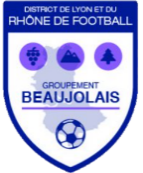 DISTRICT DE LYON ET DU
RHÔNE DE FOOTBALL
GROUPEMENT
BEAUJOLAIS